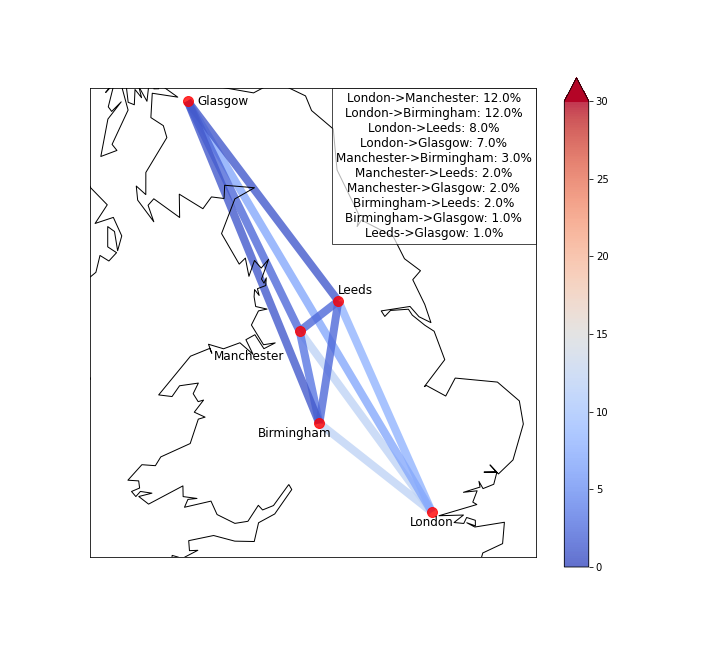 Glasgow
London->Manchester: 12.0%
London->Birmingham: 12.0%
London->Leeds: 8.0%
London->Glasgow: 7.0%
Manchester->Birmingham: 3.0%
Manchester->Leeds: 2.0%
Manchester->Glasgow: 2.0%
Birmingham->Leeds: 2.0%
Birmingham->Glasgow: 1.0%
Leeds->Glasgow: 1.0%
Leeds
Manchester
Birmingham
London
30
25
20
15
10
5
0